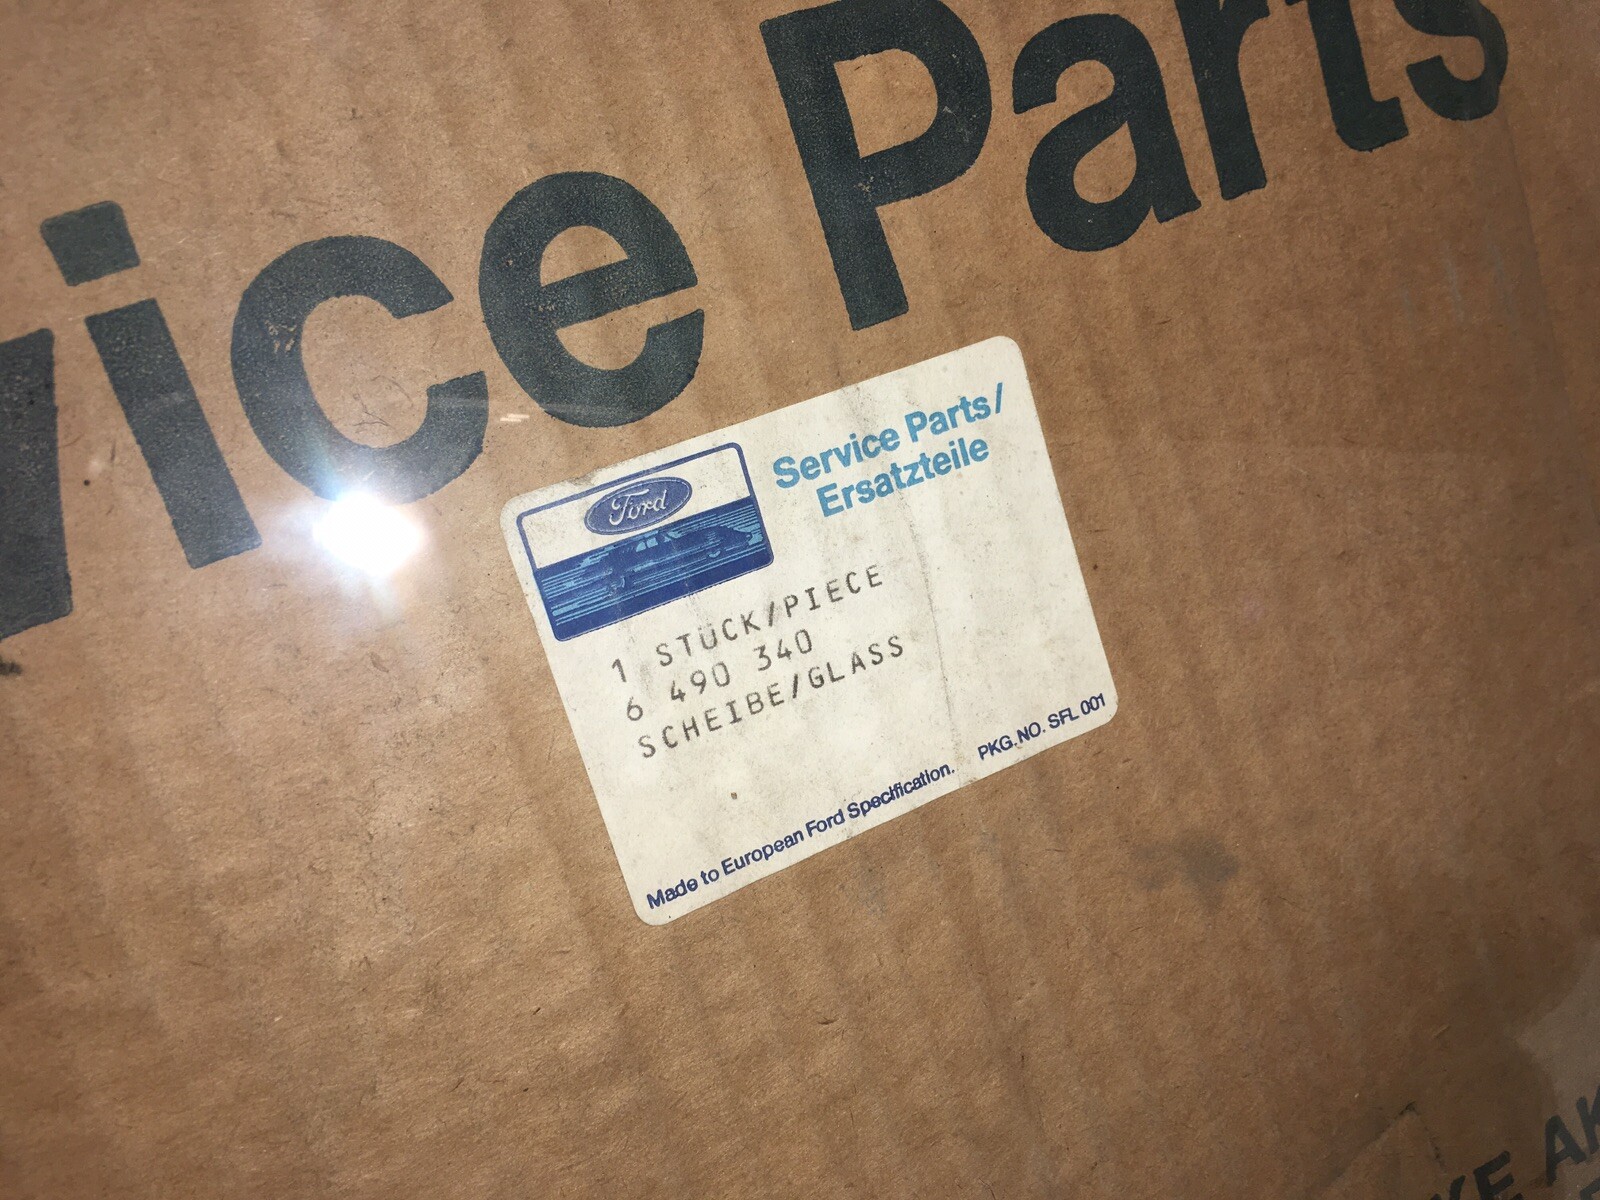 vice Parts
Ford
Service Parts/
Ersatzteile
1 STÜCK/PIECE
6 490 340
SCHEIBE/GLASS
Made to European Ford Specification. PKG. NO. SFL 001